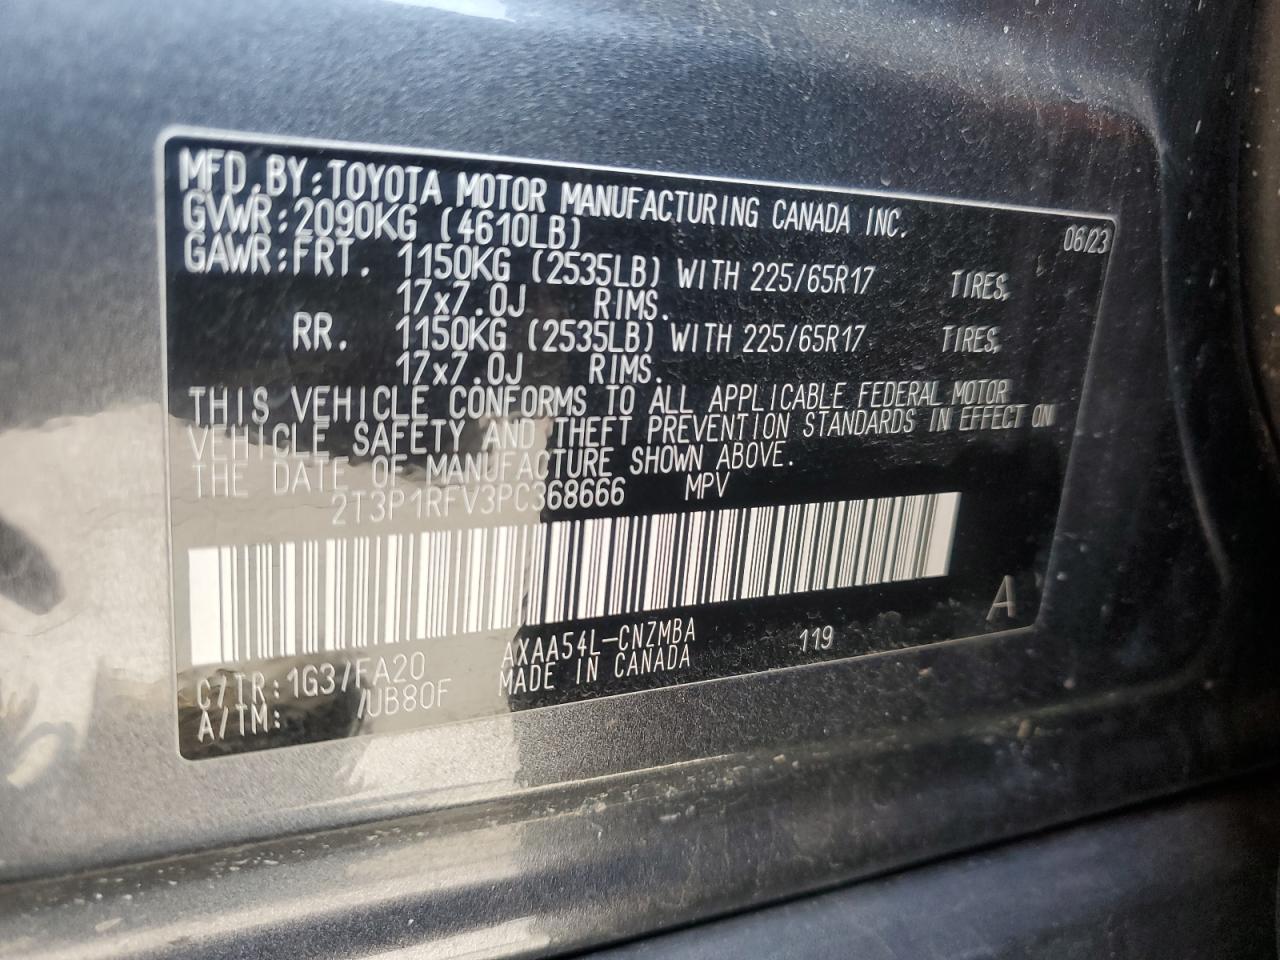 MFD.BY:TOYOTA MOTOR MANUFACTURING CANADA INC.
GVWR:2090KG (4610LB) 06/23
GAWR:FRT. 1150KG (2535LB) WITH 225/65R17 TIRES,
17x7.0J RIMS.
RR. 1150KG (2535LB) WITH 225/65R17 TIRES,
17x7.0J RIMS.
THIS VEHICLE CONFORMS TO ALL APPLICABLE FEDERAL MOTOR
VEHICLE SAFETY AND THEFT PREVENTION STANDARDS IN EFFECT ON
THE DATE OF MANUFACTURE SHOWN ABOVE.
2T3P1RFV3PC368666 MPV
A
AXAA54L-CNZMBA 119
C/TR:1G3/FA20 MADE IN CANADA
A/TM: /UB80F